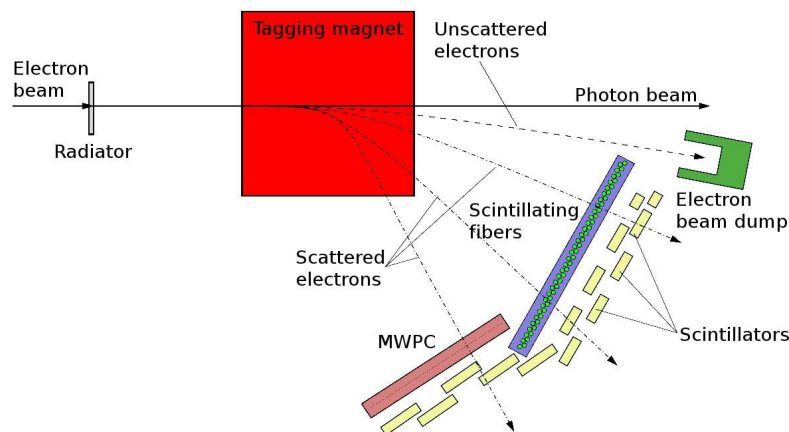 Tagging magnet
Unscattered
electrons
Electron
beam
Photon beam
Radiator
Scintillating
fibers
Electron
beam dump
Scattered
electrons
MWPC
Scintillators